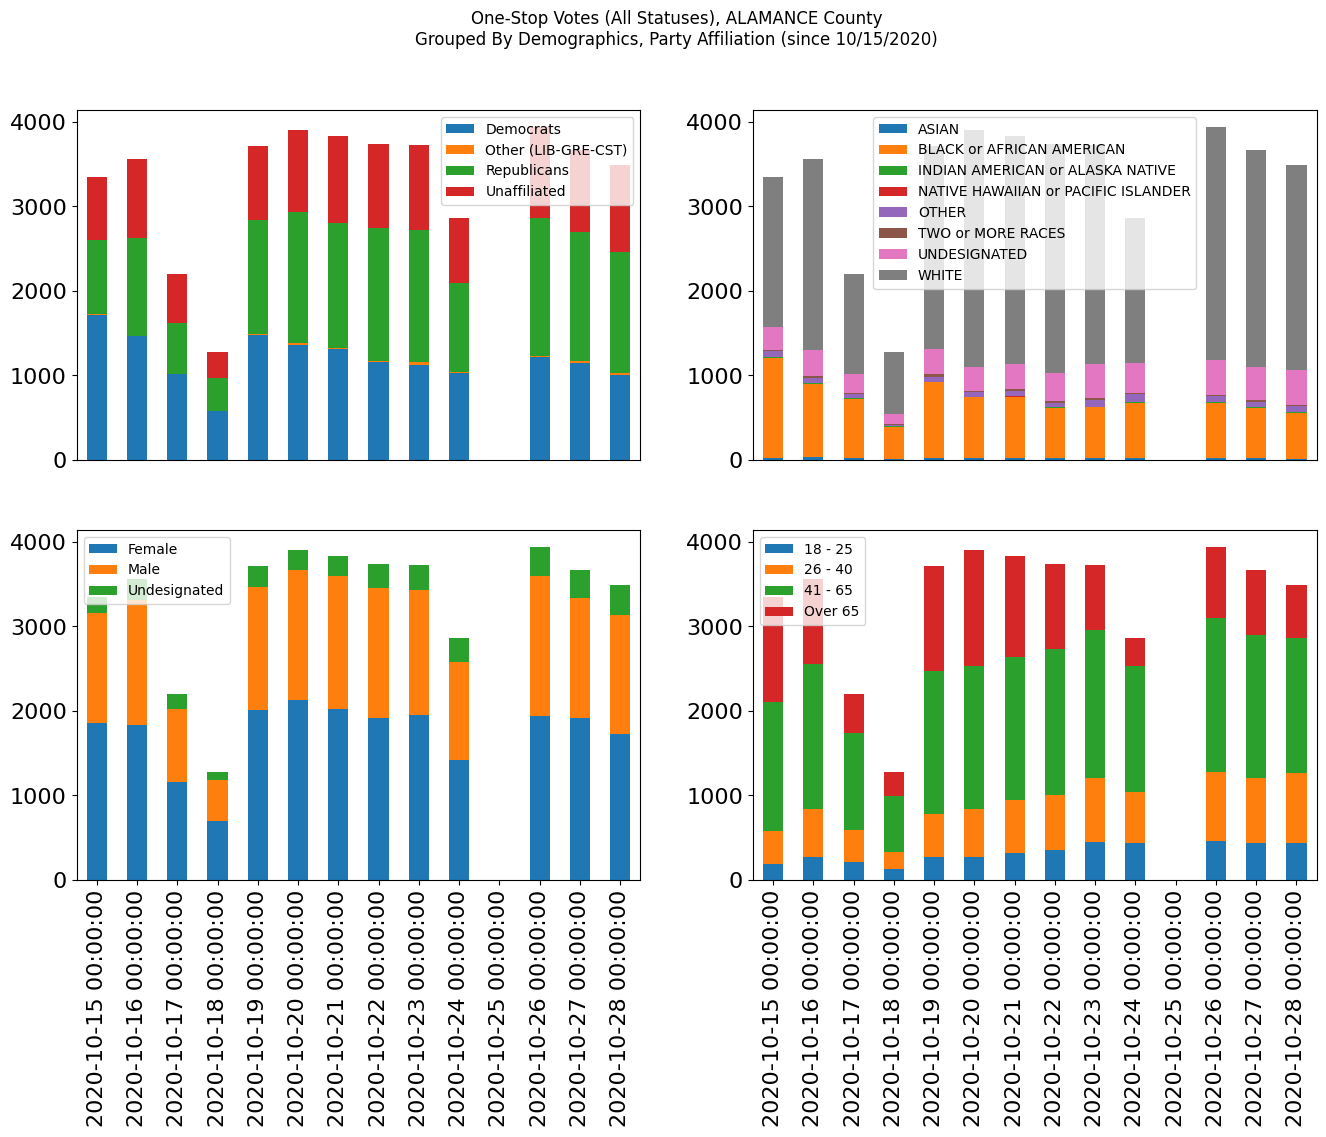 One-Stop Votes (All Statuses), ALAMANCE County
Grouped By Demographics, Party Affiliation (since 10/15/2020)
4000
3000
2000
1000
0
Democrats
Other (LIB-GRE-CST)
Republicans
Unaffiliated
4000
3000
2000
1000
0
ASIAN
BLACK or AFRICAN AMERICAN
INDIAN AMERICAN or ALASKA NATIVE
NATIVE HAWAIIAN or PACIFIC ISLANDER
OTHER
TWO or MORE RACES
UNDESIGNATED
WHITE
4000
3000
2000
1000
0
Female
Male
Undesignated
2020-10-15 00:00:00
2020-10-16 00:00:00
2020-10-17 00:00:00
2020-10-18 00:00:00
2020-10-19 00:00:00
2020-10-20 00:00:00
2020-10-21 00:00:00
2020-10-22 00:00:00
2020-10-23 00:00:00
2020-10-24 00:00:00
2020-10-25 00:00:00
2020-10-26 00:00:00
2020-10-27 00:00:00
2020-10-28 00:00:00
4000
3000
2000
1000
0
18 - 25
26 - 40
41 - 65
Over 65
2020-10-15 00:00:00
2020-10-16 00:00:00
2020-10-17 00:00:00
2020-10-18 00:00:00
2020-10-19 00:00:00
2020-10-20 00:00:00
2020-10-21 00:00:00
2020-10-22 00:00:00
2020-10-23 00:00:00
2020-10-24 00:00:00
2020-10-25 00:00:00
2020-10-26 00:00:00
2020-10-27 00:00:00
2020-10-28 00:00:00